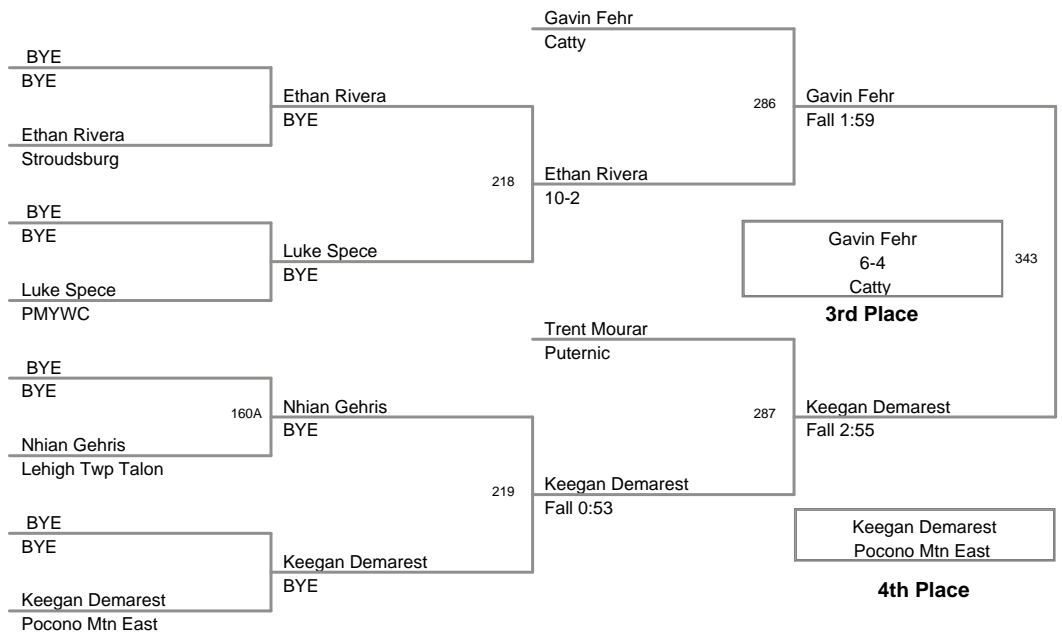 Gavin Fehr
Catty
BYE
BYE
Ethan Rivera
BYE
286
Gavin Fehr
Fall 1:59
Ethan Rivera
Stroudsburg
218
Ethan Rivera
10-2
BYE
BYE
Luke Spece
BYE
Gavin Fehr
6-4
Catty
343
3rd Place
Luke Spece
PMYWC
Trent Mourar
Puternic
BYE
BYE
160A
Nhian Gehris
BYE
287
Keegan Demarest
Fall 2:55
Nhian Gehris
Lehigh Twp Talon
219
Keegan Demarest
Fall 0:53
BYE
BYE
Keegan Demarest
BYE
Keegan Demarest
Pocono Mtn East
4th Place
Keegan Demarest
Pocono Mtn East